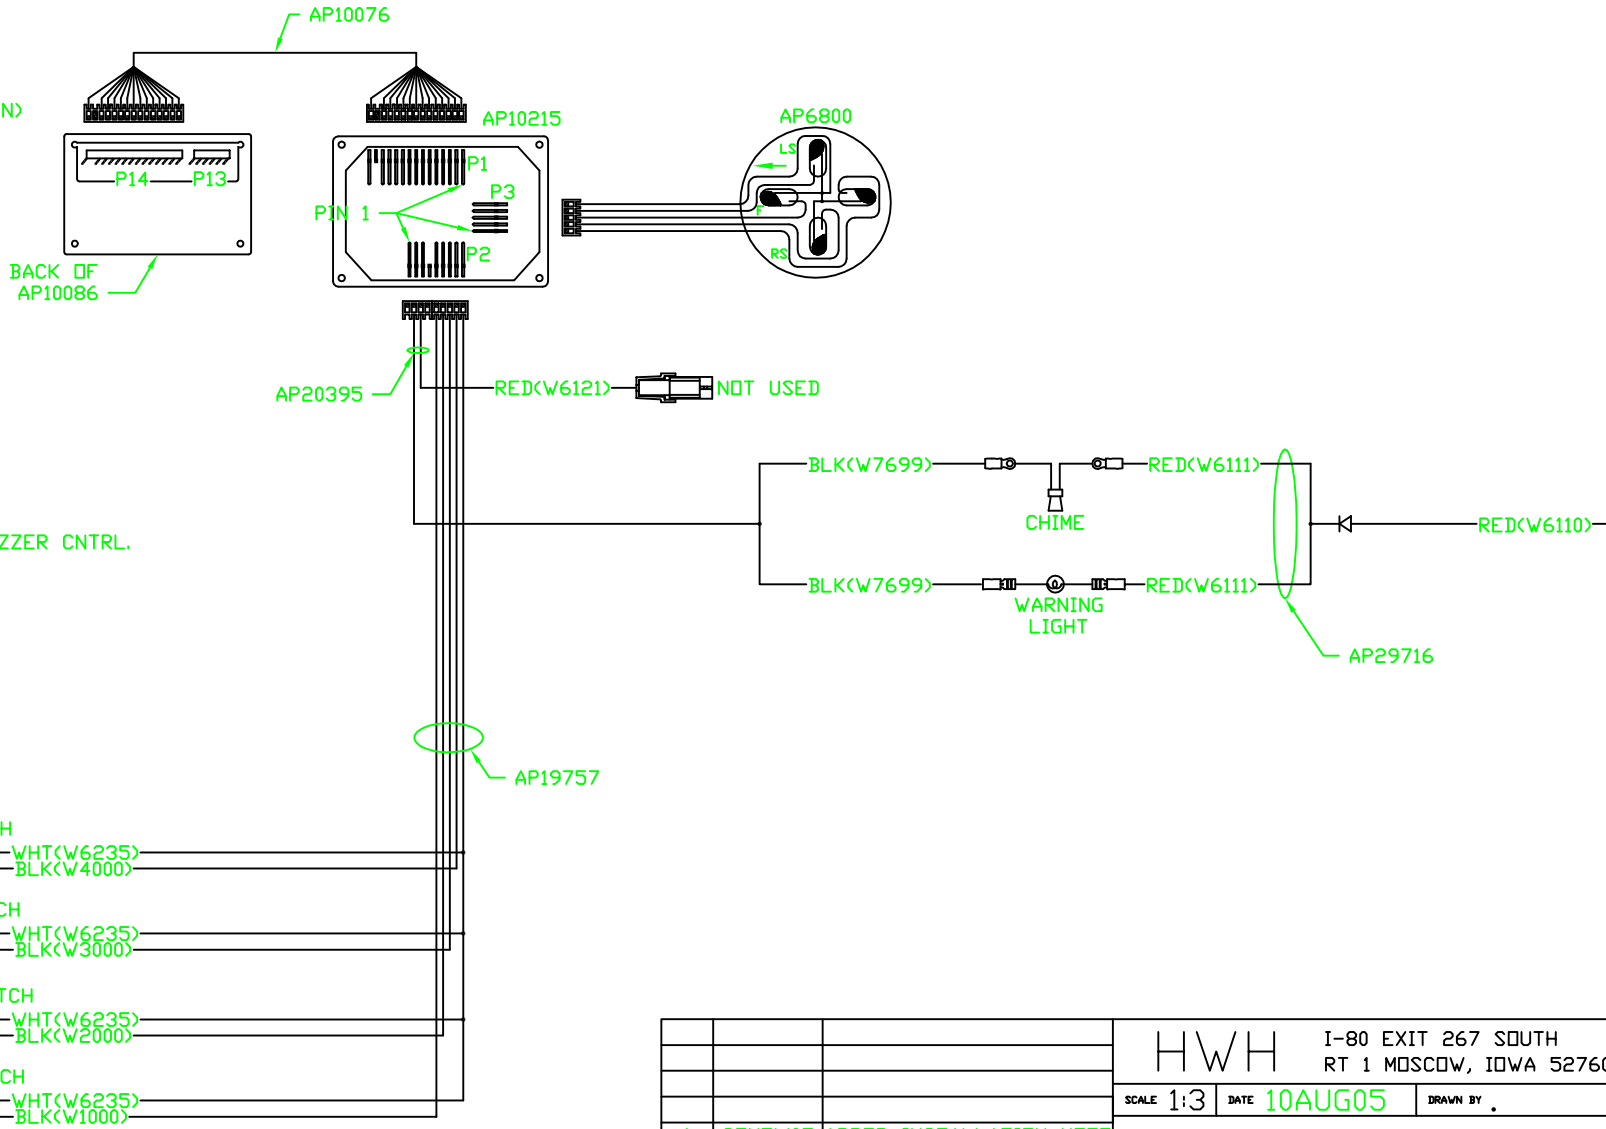 AP10076
N)
AP10215
AP6800
LS
P1
P14
P13
P3
PIN 1
F
P2
RS
BACK OF
AP10086
AP20395
RED(W6121)
NOT USED
BLK(W7699)
RED(W6111)
CHIME
RED(W6110)
ZZER CNTRL.
BLK(W7699)
RED(W6111)
WARNING
LIGHT
AP29716
AP19757
H
WHT(W6235)
BLK(W4000)
CH
WHT(W6235)
BLK(W3000)
TCH
WHT(W6235)
BLK(W2000)
CH
WHT(W6235)
BLK(W1000)
HWH
I-80 EXIT 267 SOUTH
RT 1 MOSCOW, IOWA 52760
SCALE 1:3
DATE 10AUG05
DRAWN BY .